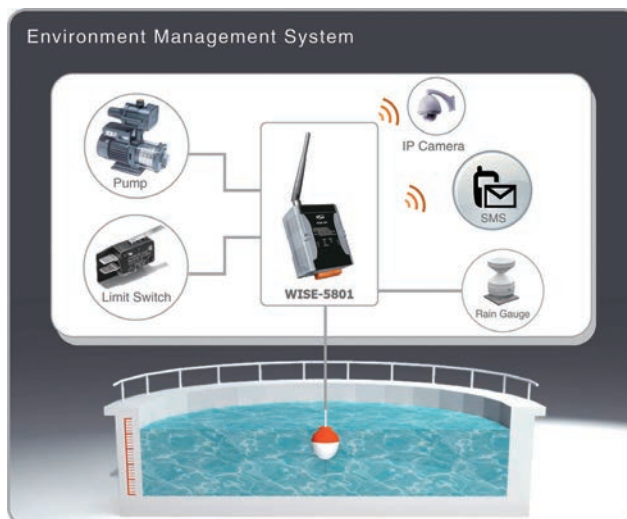 Environment Management System
Pump
IP Camera
SMS
Limit Switch
WISE-5801
Rain Gauge